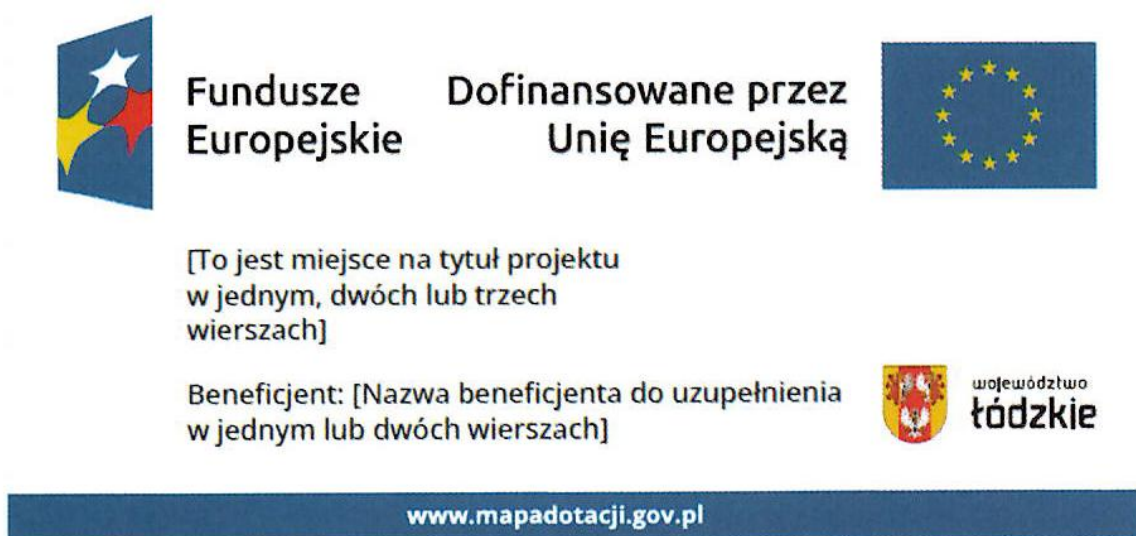 Fundusze
Europejskie
Dofinansowane przez
Unię Europejską
[To jest miejsce na tytuł projektu
w jednym, dwóch lub trzech
wierszach]
Beneficjent: [Nazwa beneficjenta do uzupełnienia
w jednym lub dwóch wierszach]
województwo
łódzkie
www.mapadotacji.gov.pl